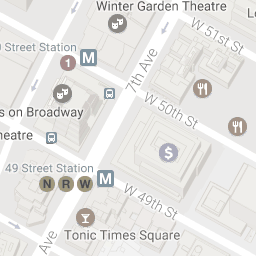 Winter Garden Theatre
W 51st St
0 Street Station
M
1
7th Ave
s on Broadway
W 50th St
heatre
49 Street Station
$
N R W M
W 49th St
Tonic Times Square
Ave